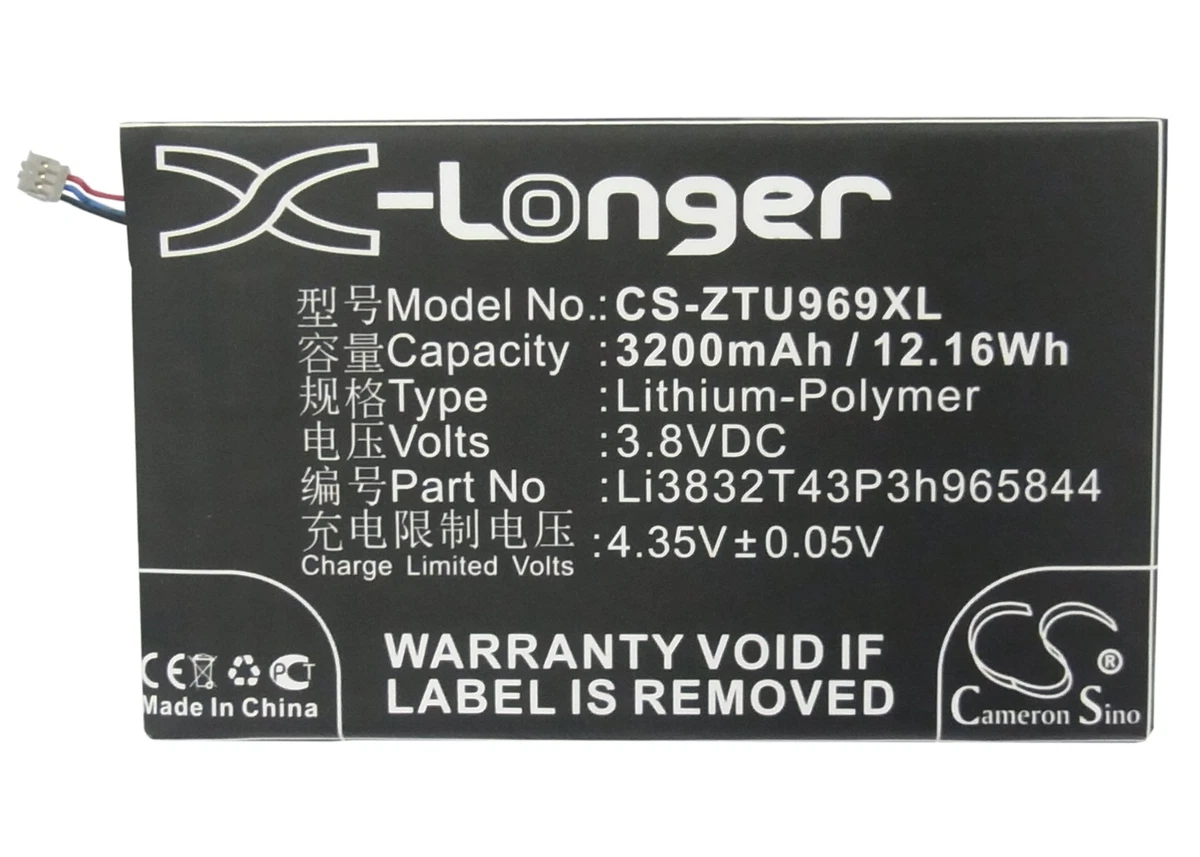 X-Longer
型号Model No.:CS-ZTU969XL
容量Capacity :3200mAh / 12.16Wh
规格Type :Lithium-Polymer
电压Volts :3.8VDC
编号Part No :Li3832T43P3h965844
充电限制电压 :4.35V±0.05V
Charge Limited Volts
WARRANTY VOID IF
LABEL IS REMOVED
CE PCT
Made In China
CS ®
Cameron Sino